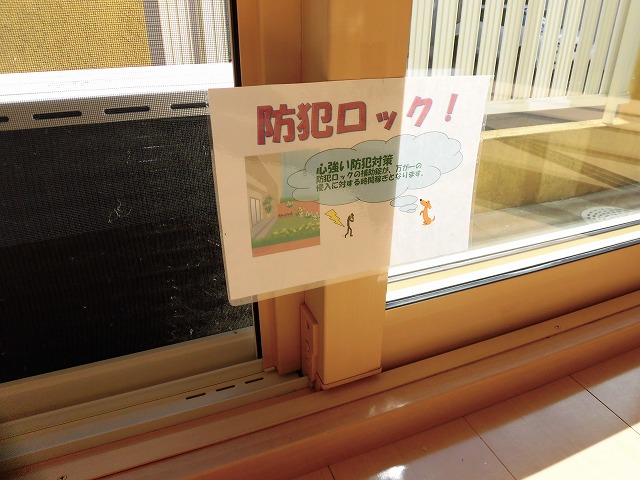 防犯ロック!
心強い防犯対策
防犯ロックの補助錠が、万が一の
侵入に対する時間稼ぎとなります。